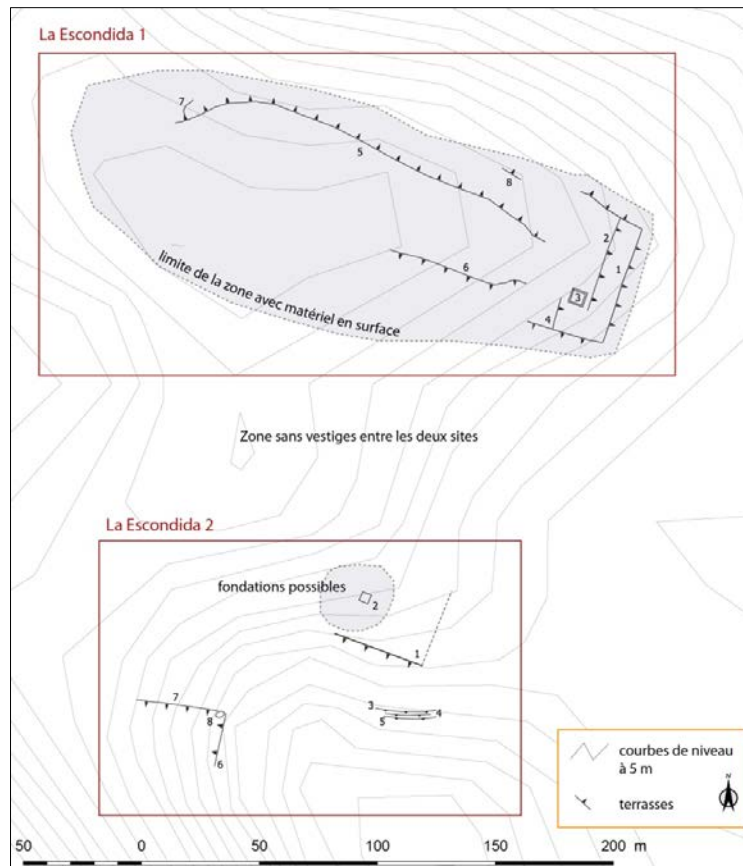 La Escondida 1
7
5
8
2
1
6
3
4
limite de la zone avec matériel en surface
Zone sans vestiges entre les deux sites
La Escondida 2
fondations possibles
2
1
7
3
4
8
5
6
courbes de niveau
à 5 m
N
terrasses
50 0 50 100 150 200 m